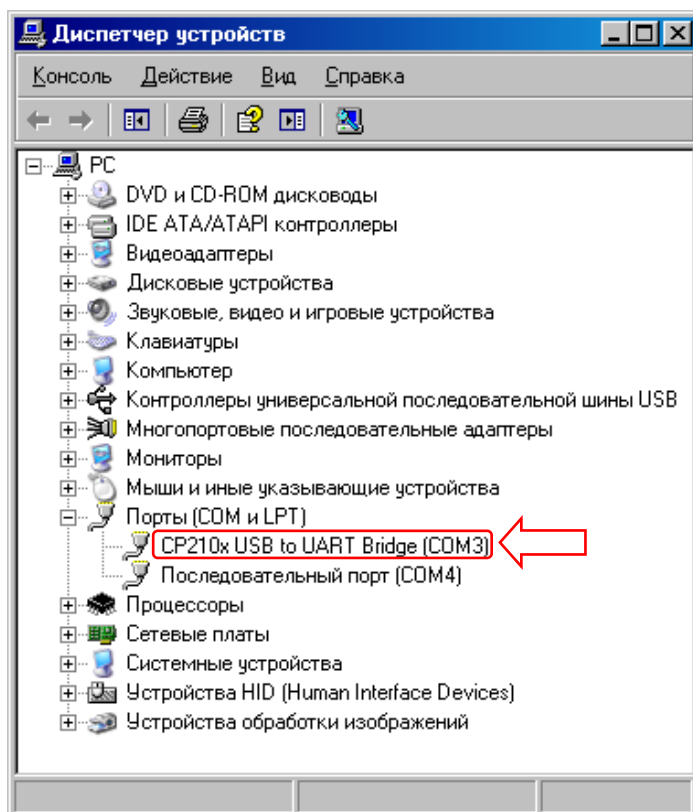 Диспетчер устройств
Консоль Действие Вид Справка
PC
DVD и CD-ROM дисководы
IDE ATA/ATAPI контроллеры
Видеоадаптеры
Дисковые устройства
Звуковые, видео и игровые устройства
Клавиатуры
Компьютер
Контроллеры универсальной последовательной шины USB
Многопортовые последовательные адаптеры
Мониторы
Мыши и иные указывающие устройства
Порты (COM и LPT)
CP210x USB to UART Bridge (COM3)
Последовательный порт (COM4)
Процессоры
Сетевые платы
Системные устройства
Устройства HID (Human Interface Devices)
Устройства обработки изображений